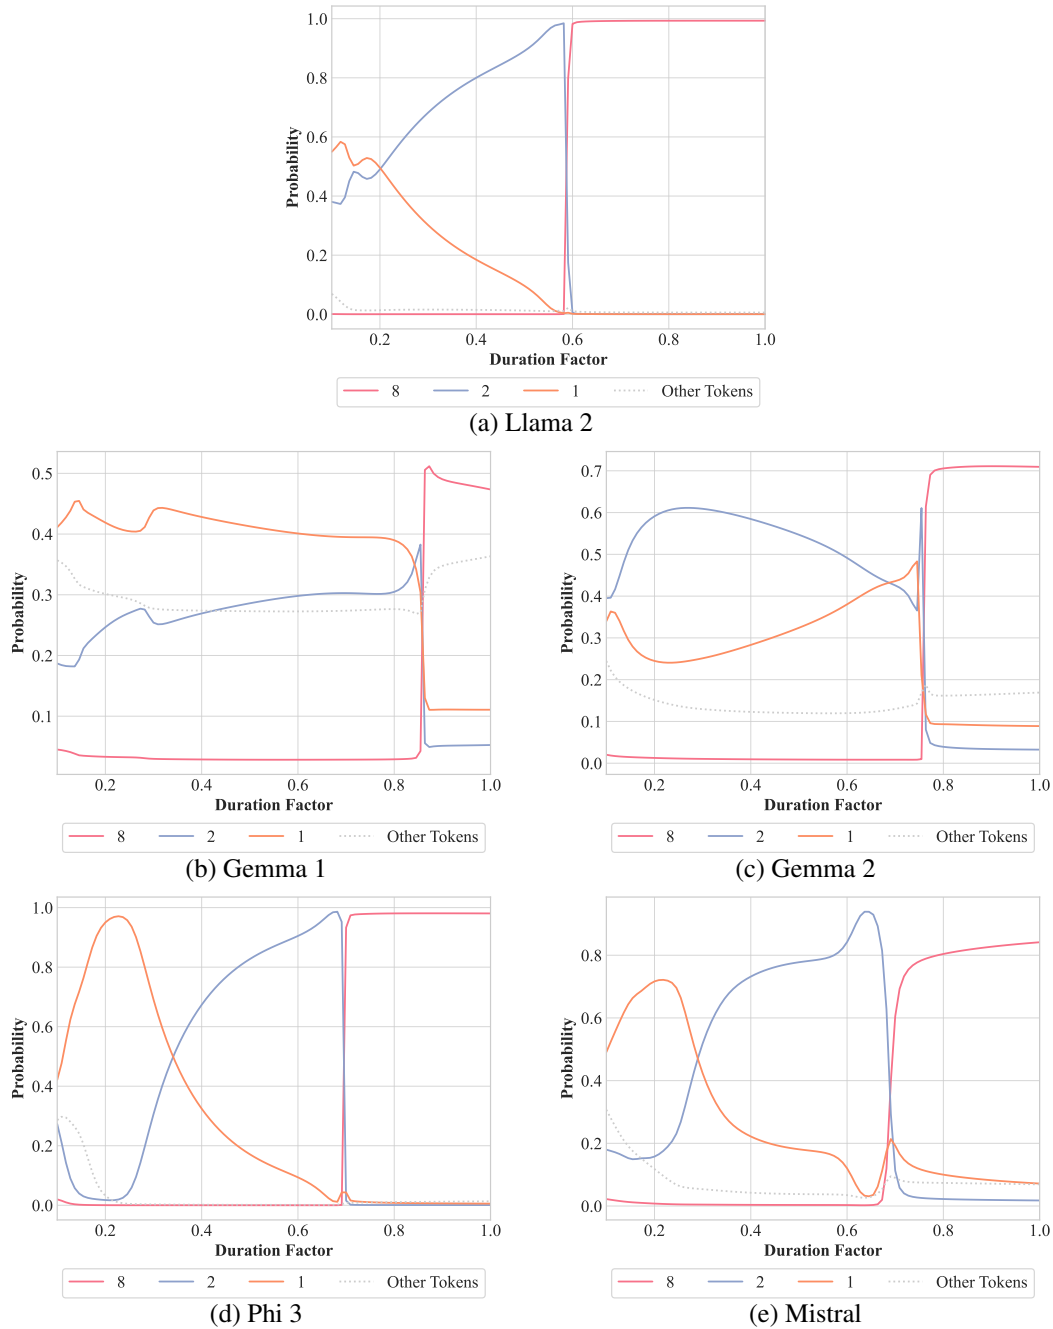 1.0
0.8
0.6
0.4
0.2
0.0
Probability
0.2 0.4 0.6 0.8 1.0
Duration Factor
8 2 1 Other Tokens
(a) Llama 2
0.5
0.4
0.3
0.2
0.1
Probability
0.2 0.4 0.6 0.8 1.0
Duration Factor
8 2 1 Other Tokens
(b) Gemma 1
0.7
0.6
0.5
0.4
0.3
0.2
0.1
0.0
Probability
0.2 0.4 0.6 0.8 1.0
Duration Factor
8 2 1 Other Tokens
(c) Gemma 2
1.0
0.8
0.6
0.4
0.2
0.0
Probability
0.2 0.4 0.6 0.8 1.0
Duration Factor
8 2 1 Other Tokens
(d) Phi 3
0.8
0.6
0.4
0.2
0.0
Probability
0.2 0.4 0.6 0.8 1.0
Duration Factor
8 2 1 Other Tokens
(e) Mistral